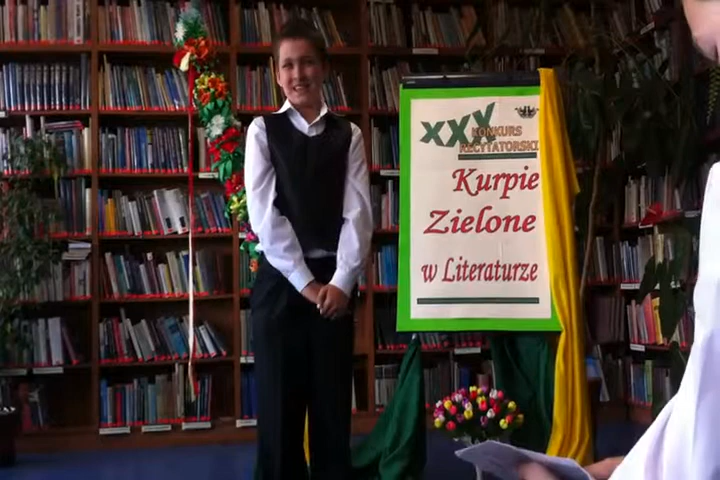 XXX
KONKURS
RECYTATORSKI
Kurpie
Zielone
w Literaturze